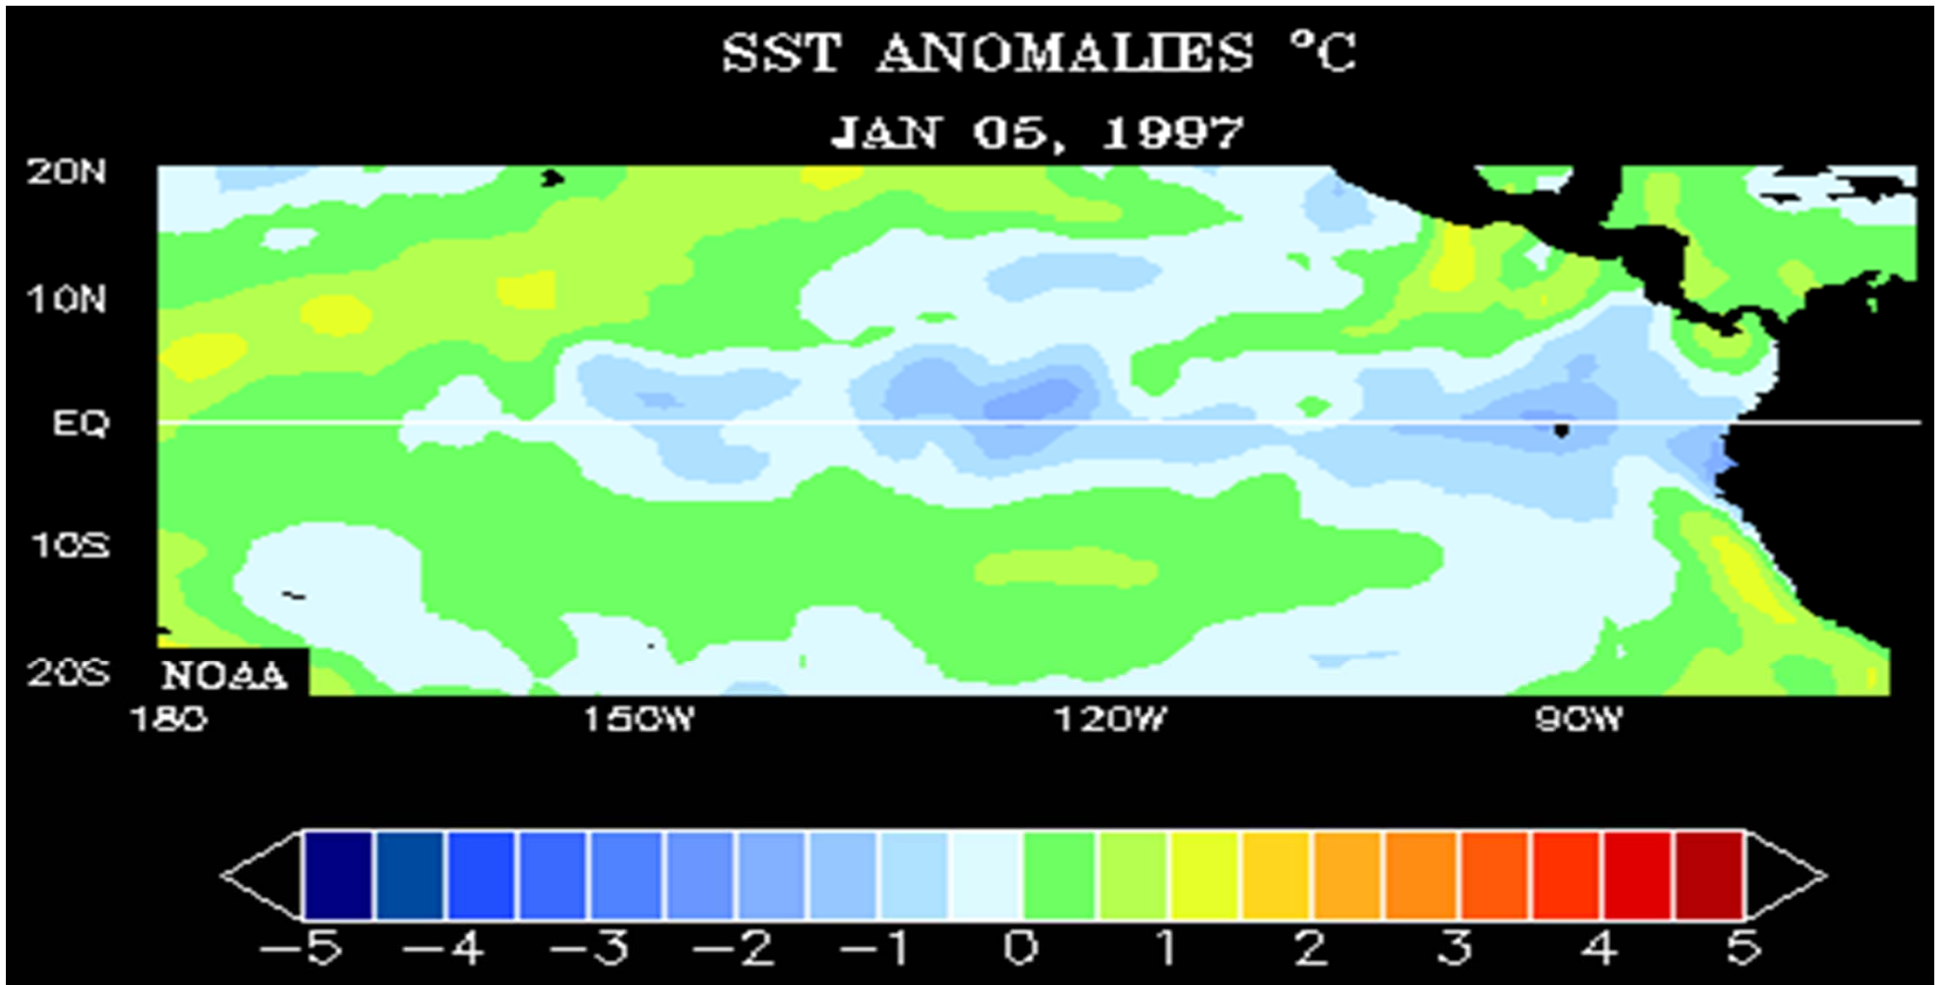 SST ANOMALIES °C
JAN 05, 1997
20N
10N
EQ
10S
20S
NOAA
180 150W 120W 90W
−5 −4 −3 −2 −1 0 1 2 3 4 5